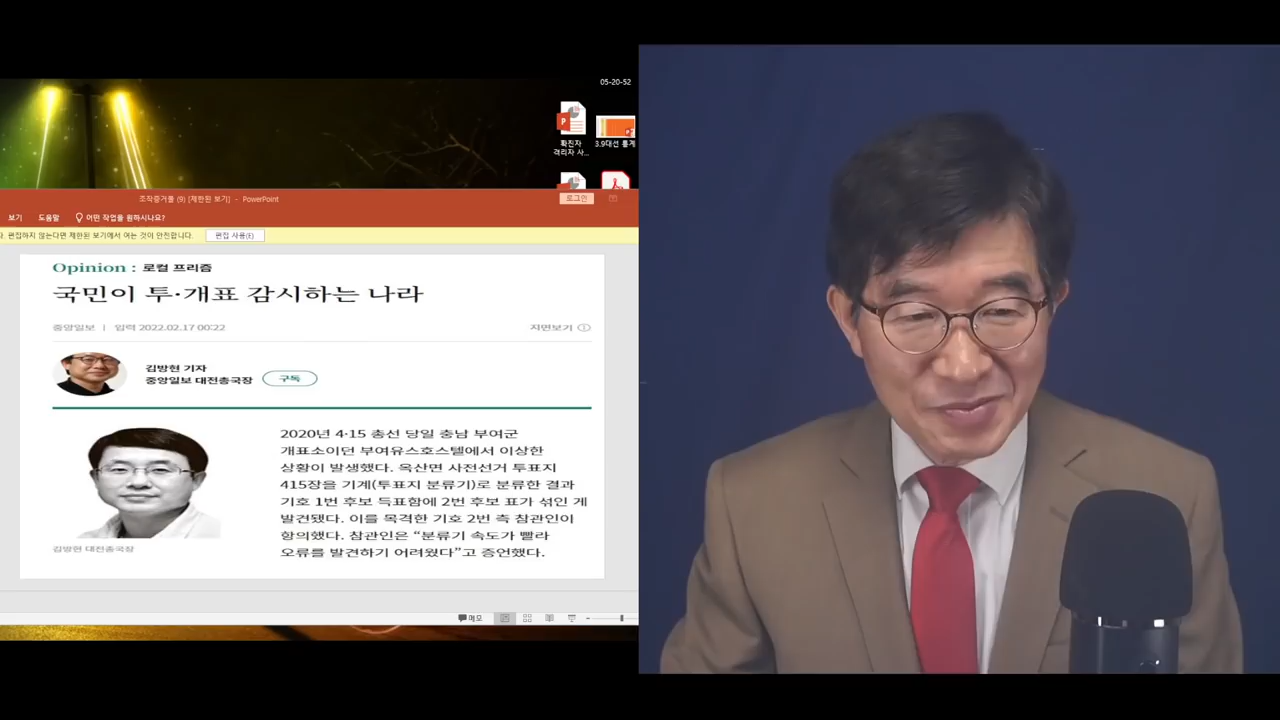 05-20-52
확진자
격리자 사...
3.9대선 통계
조작증거들 (9) [제한된 보기] - PowerPoint
로그인
보기 도움말 어떤 작업을 원하시나요?
다. 편집하지 않는다면 제한된 보기에서 여는 것이 안전합니다. 편집 사용(E)
Opinion : 로컬 프리즘
국민이 투·개표 감시하는 나라
중앙일보 | 입력 2022.02.17 00:22
지면보기
김방현 기자
중앙일보 대전총국장
구독
2020년 4·15 총선 당일 충남 부여군
개표소이던 부여유스호스텔에서 이상한
상황이 발생했다. 옥산면 사전선거 투표지
415장을 기계(투표지 분류기)로 분류한 결과
기호 1번 후보 득표함에 2번 후보 표가 섞인 게
발견됐다. 이를 목격한 기호 2번 측 참관인이
항의했다. 참관인은 “분류기 속도가 빨라
오류를 발견하기 어려웠다”고 증언했다.
김방현 대전총국장
메모